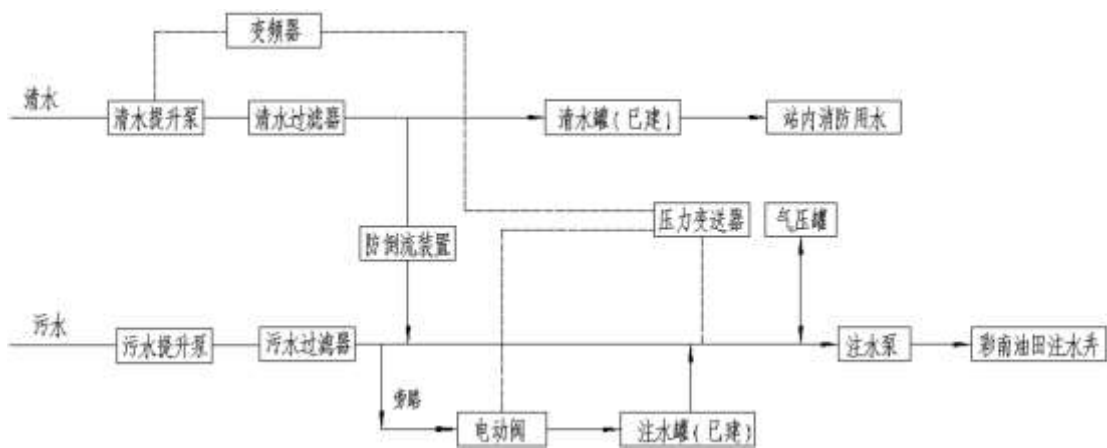 变频器
清水
清水提升泵
清水过滤器
清水罐(已建)
站内消防用水
压力变送器
气压罐
防倒流装置
污水
污水提升泵
污水过滤器
注水泵
彩南油田注水井
旁路
电动阀
注水罐(已建)